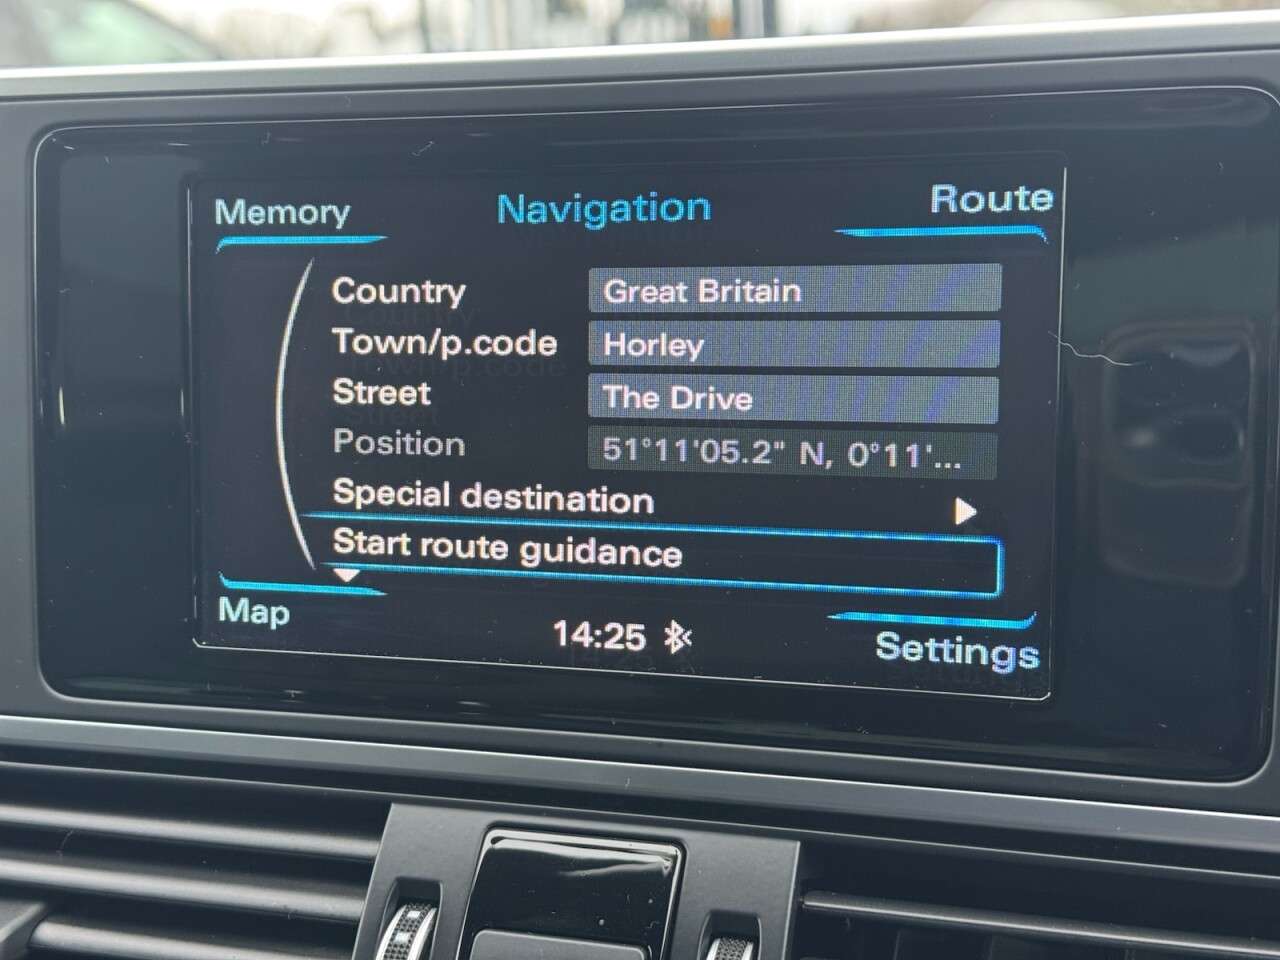 Memory Navigation Route
Country Great Britain
Town/p.code Horley
Street The Drive
Position 51°11'05.2" N, 0°11'...
Special destination
Start route guidance
Map 14:25 Settings